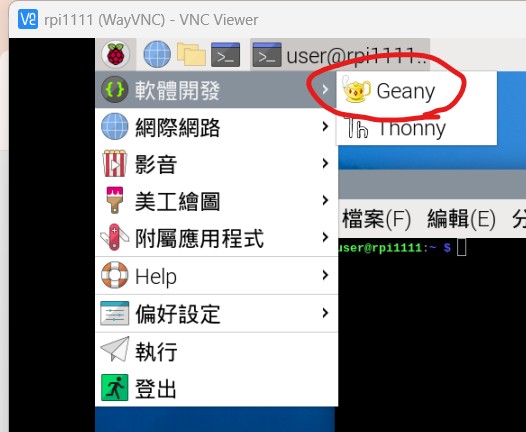 rpi1111 (WayVNC) - VNC Viewer
user@rpi1111:..
軟體開發
Geany
網際網路
Thonny
影音
美工繪圖
附屬應用程式
Help
偏好設定
執行
登出
檔案(F) 編輯(E)
user@rpi1111:~ $